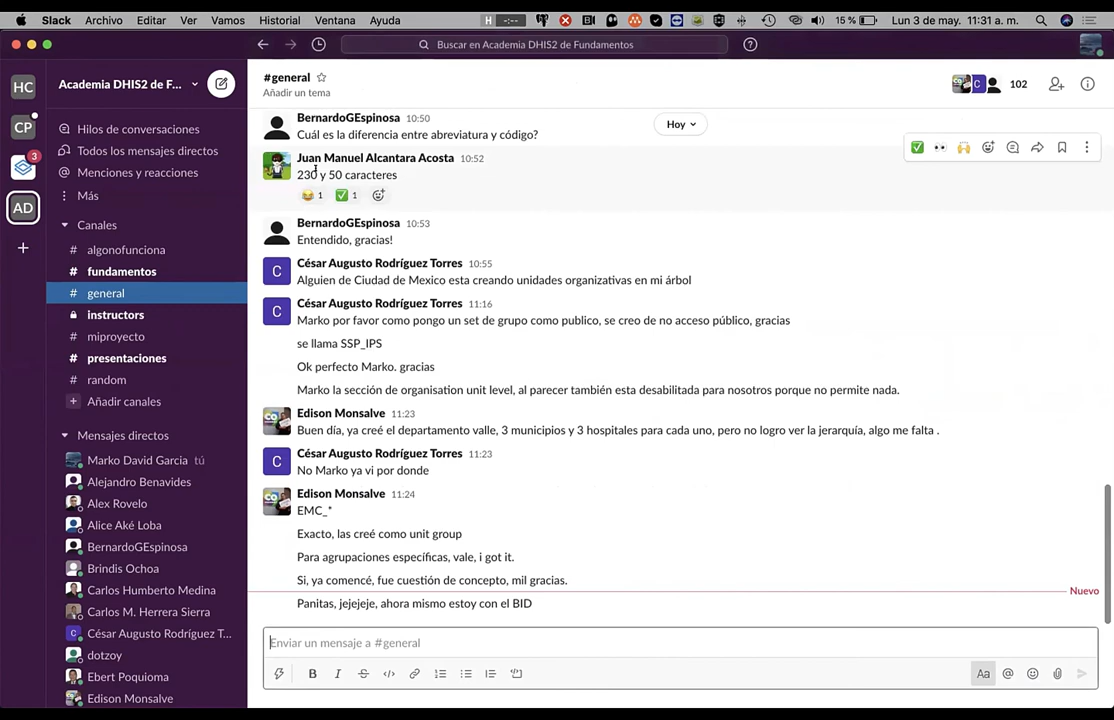 Slack Archivo Editar Ver Vamos Historial Ventana Ayuda
H -:-- 15 % Lun 3 de may. 11:31 a. m.
Buscar en Academia DHIS2 de Fundamentos
HC
CP
3
AD
Academia DHIS2 de F...
Hilos de conversaciones
Todos los mensajes directos
Menciones y reacciones
Más
Canales
# algonofunciona
# fundamentos
# general
instructors
# miproyecto
# presentaciones
# random
+ Añadir canales
Mensajes directos
Marko David Garcia tú
Alejandro Benavides
Alex Rovelo
Alice Aké Loba
BernardoGEspinosa
Brindis Ochoa
Carlos Humberto Medina
Carlos M. Herrera Sierra
César Augusto Rodríguez T...
dotzoy
Ebert Poquioma
Edison Monsalve
#general
Añadir un tema
C 102
Hoy
BernardoGEspinosa 10:50
Cuál es la diferencia entre abreviatura y código?
Juan Manuel Alcantara Acosta 10:52
230 y 50 caracteres
1 1
BernardoGEspinosa 10:53
Entendido, gracias!
C César Augusto Rodríguez Torres 10:55
Alguien de Ciudad de Mexico esta creando unidades organizativas en mi árbol
C César Augusto Rodríguez Torres 11:16
Marko por favor como pongo un set de grupo como publico, se creo de no acceso público, gracias
se llama SSP_IPS
Ok perfecto Marko. gracias
Marko la sección de organisation unit level, al parecer también esta desabilitada para nosotros porque no permite nada.
Edison Monsalve 11:23
Buen día, ya creé el departamento valle, 3 municipios y 3 hospitales para cada uno, pero no logro ver la jerarquía, algo me falta .
C César Augusto Rodríguez Torres 11:23
No Marko ya vi por donde
Edison Monsalve 11:24
EMC_*
Exacto, las creé como unit group
Para agrupaciones específicas, vale, i got it.
Si, ya comencé, fue cuestión de concepto, mil gracias.
Nuevo
Panitas, jejejeje, ahora mismo estoy con el BID
Enviar un mensaje a #general
B I S Aa @